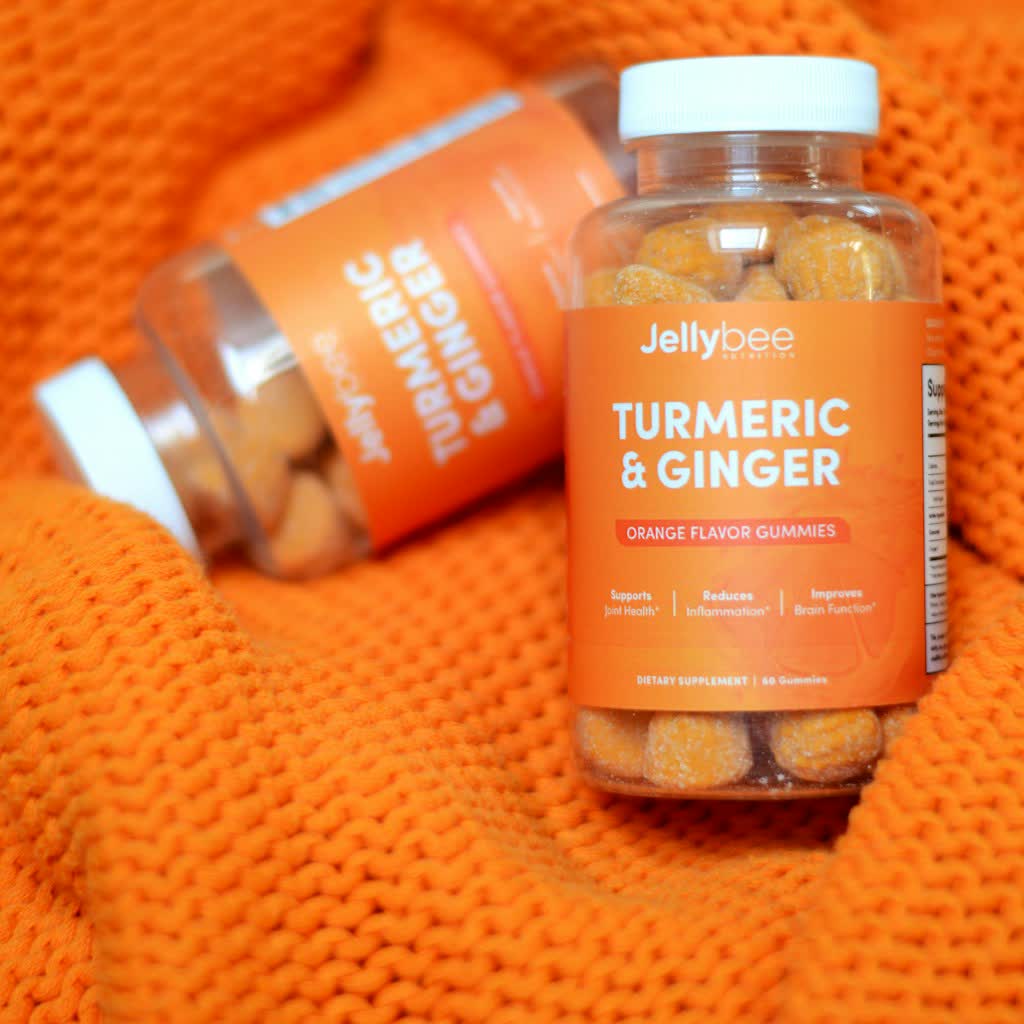 Jellybee
NUTRITION
TURMERIC
& GINGER
ORANGE FLAVOR GUMMIES
Supports
Joint Health*
Reduces
Inflammation*
Improves
Brain Function*
DIETARY SUPPLEMENT | 60 Gummies
Jellybee
TURMERIC
& GINGER